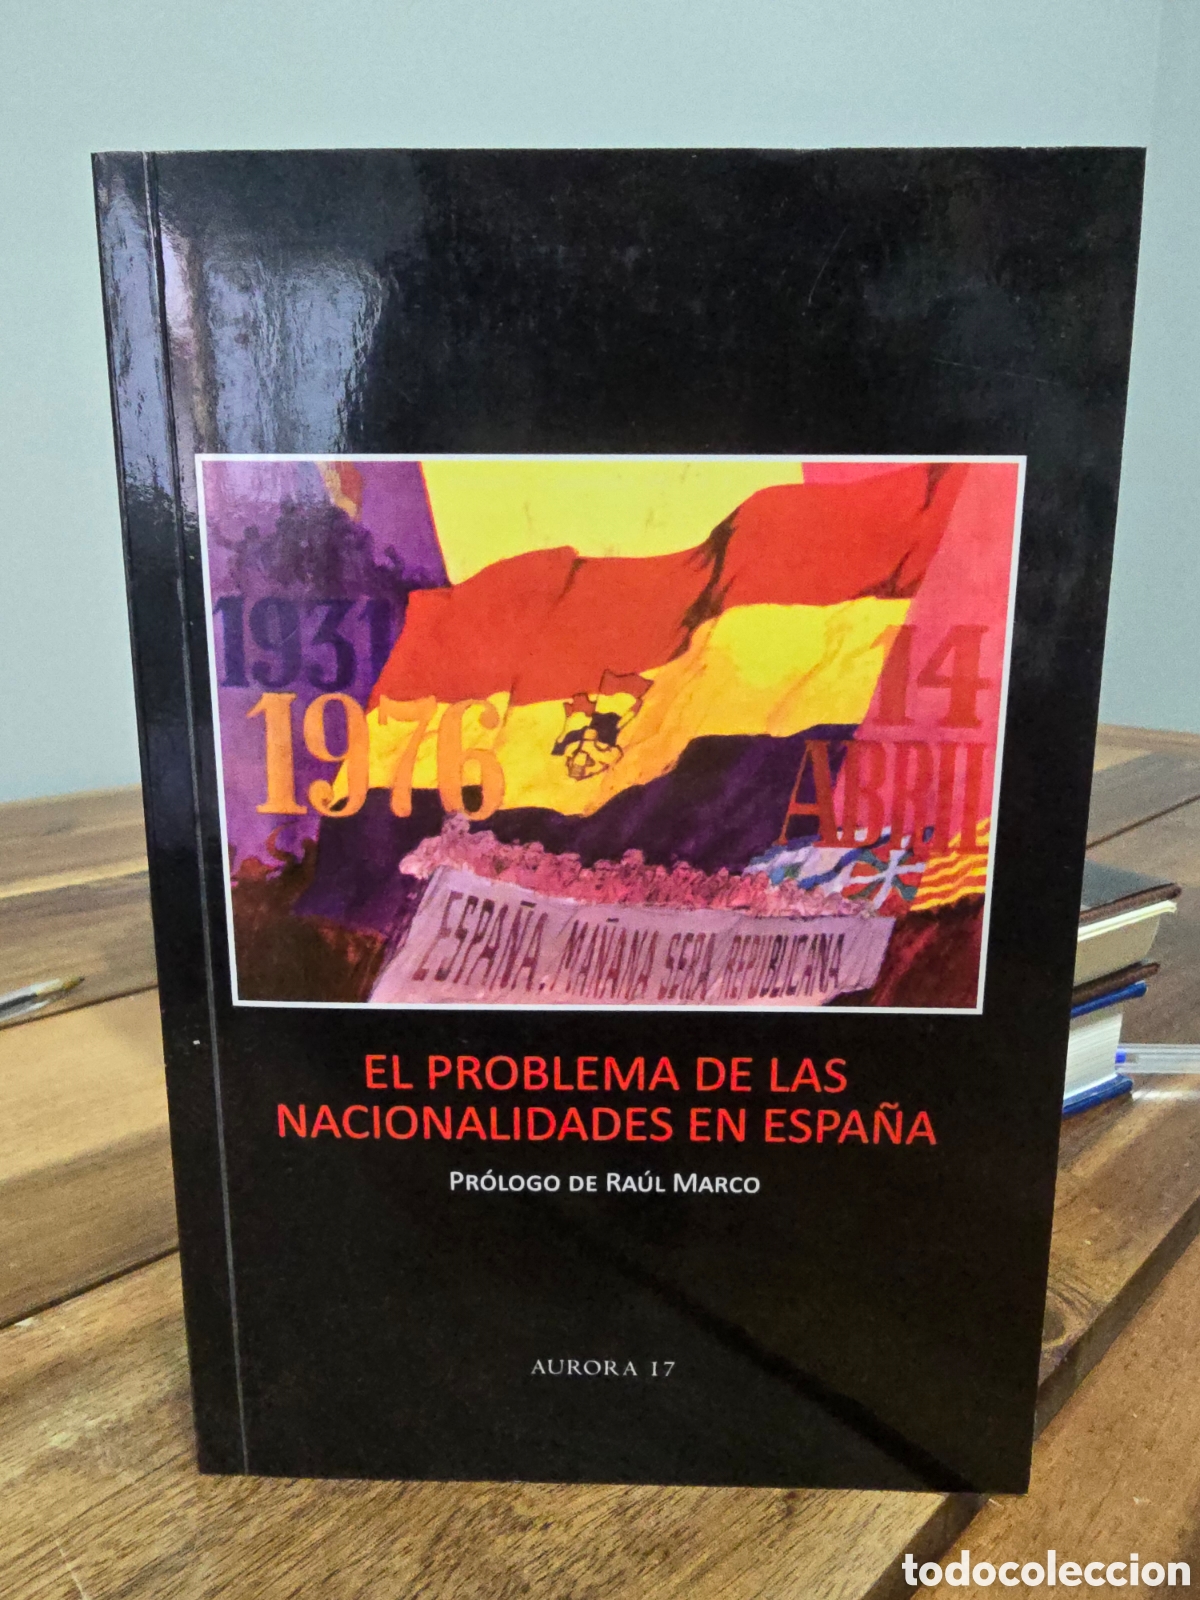 1931
1976
14
ABRIL
ESPAÑA. MAÑANA SERA REPUBLICANA
EL PROBLEMA DE LAS
NACIONALIDADES EN ESPAÑA
PRÓLOGO DE RAÚL MARCO
AURORA 17
todocoleccion